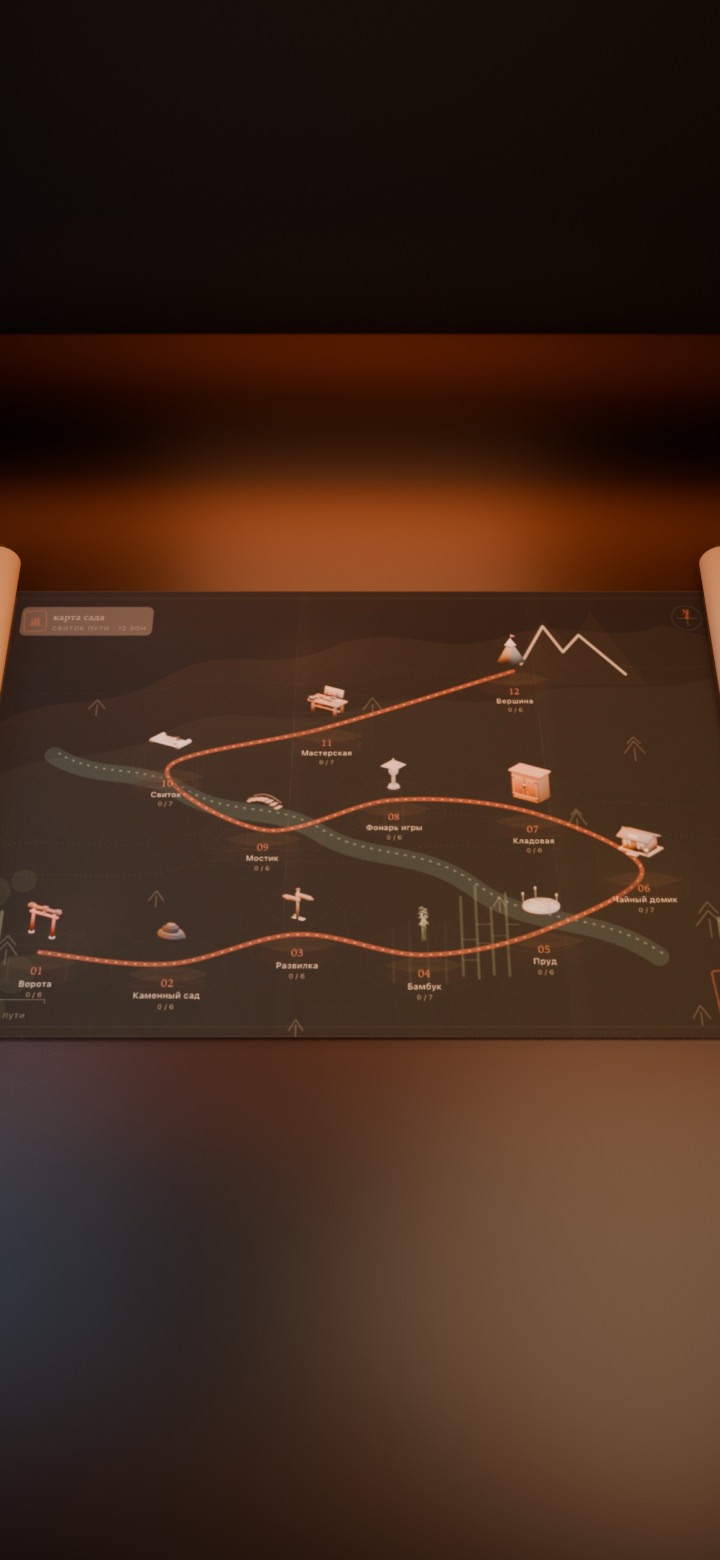 карта сада
СВИТОК ПУТИ · 12 ЗОН
12
Вершина
0/6
11
Мастерская
0/7
10
Свиток
0/7
09
Мостик
0/6
08
Фонарь игры
0/6
07
Кладовая
0/6
06
Чайный домик
0/7
01
Ворота
0/6
02
Каменный сад
0/6
03
Развилка
0/6
04
Бамбук
0/7
05
Пруд
0/6
пути